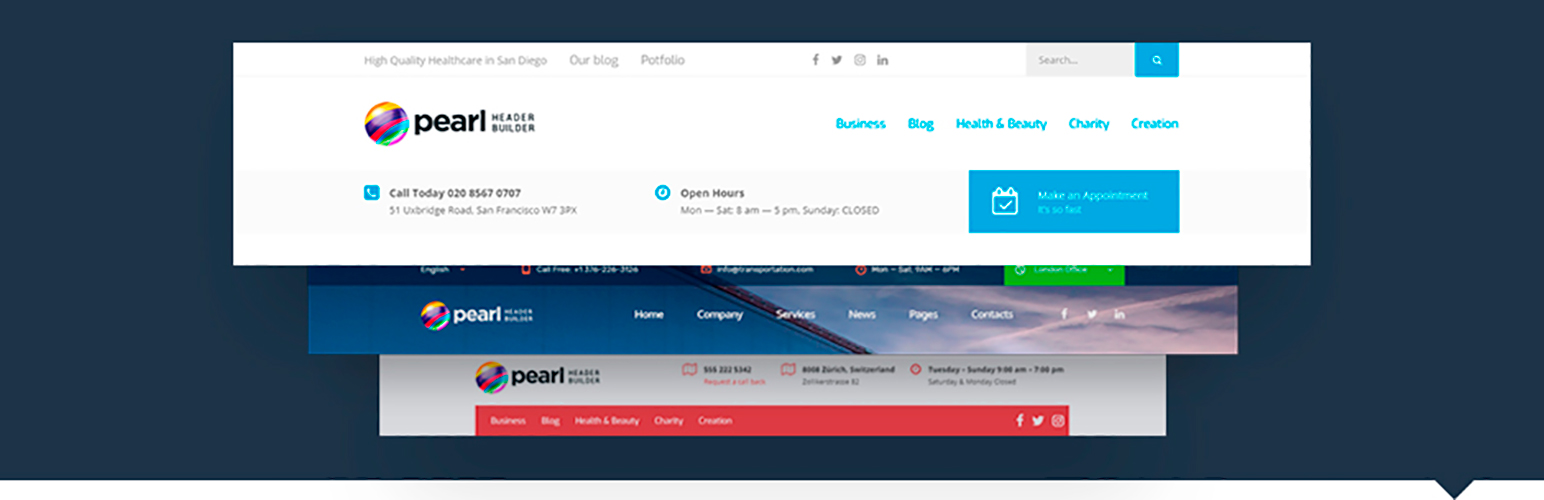 High Quality Healthcare in San Diego Our blog Potfolio Search...
pearl HEADER BUILDER
Business Blog Health & Beauty Charity Creation
Call Today 020 8567 0707
51 Uxbridge Road, San Francisco W7 3PX
Open Hours
Mon — Sat: 8 am — 5 pm, Sunday: CLOSED
Make an Appointment
It's so fast
English Call Free: +1 376-226-3126 info@transportation.com Mon – Sat, 9AM – 6PM London Office
pearl HEADER BUILDER
Home Company Services News Pages Contacts
pearl HEADER BUILDER
555 222 5342
Request a call back
8008 Zürich, Switzerland
Zollikerstrasse 82
Tuesday - Sunday 9:00 am - 7:00 pm
Saturday & Monday Closed
Business Blog Health & Beauty Charity Creation